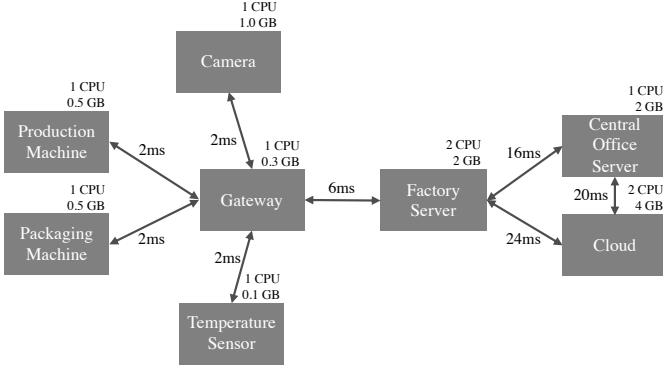 1 CPU
1.0 GB
Camera
1 CPU
0.5 GB
Production
Machine
2ms
2ms
1 CPU
0.3 GB
Gateway
1 CPU
0.5 GB
Packaging
Machine
2ms
2ms
1 CPU
0.1 GB
Temperature
Sensor
6ms
2 CPU
2 GB
Factory
Server
16ms
24ms
1 CPU
2 GB
Central
Office
Server
20ms
2 CPU
4 GB
Cloud